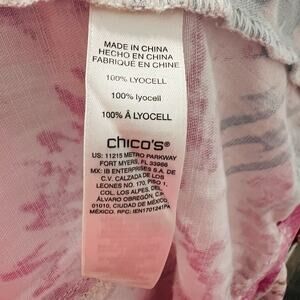 MADE IN CHINA
HECHO EN CHINA
FABRIQUÉ EN CHINE
100% LYOCELL
100% lyocell
100% Â LYOCELL
chico's®
US: 11215 METRO PARKWAY
FORT MYERS, FL 33966
MX: IB ENTERPRISES S.A. DE
C.V. CALZADA DE LOS
LEONES NO. 170, PISO 1,
COL. LOS ALPES, DEL.
ÁLVARO OBREGÓN, C.P.
01010, CIUDAD DE MÉXICO,
MÉXICO. RFC: IEN1701241PA